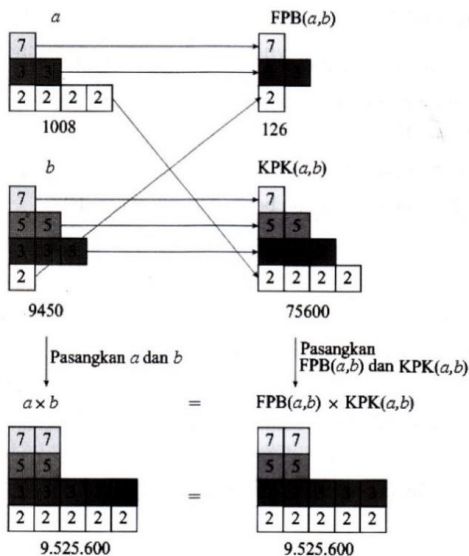 a FPB(a,b)
7 7
3 3
2 2 2 2 2
1008 126
b KPK(a,b)
7 7
5 5 5 5
3 3 3
2 2 2 2 2
9450 75600
Pasangkan a dan b Pasangkan
FPB(a,b) dan KPK(a,b)
a × b = FPB(a,b) × KPK(a,b)
7 7 7 7
5 5 5 5
=
2 2 2 2 2 2 2 2 2 2
9.525.600 9.525.600